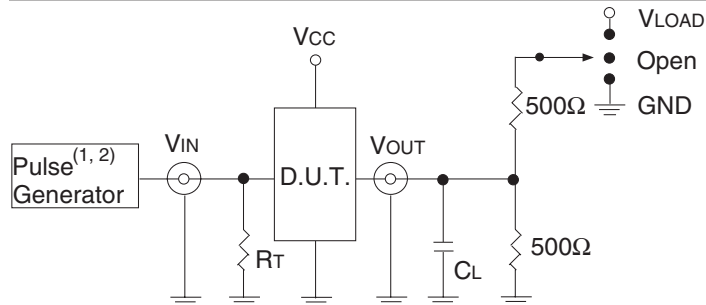 VLOAD
VCC
Open
500Ω
GND
VIN
VOUT
Pulse(1, 2)
Generator
D.U.T.
RT
CL
500Ω